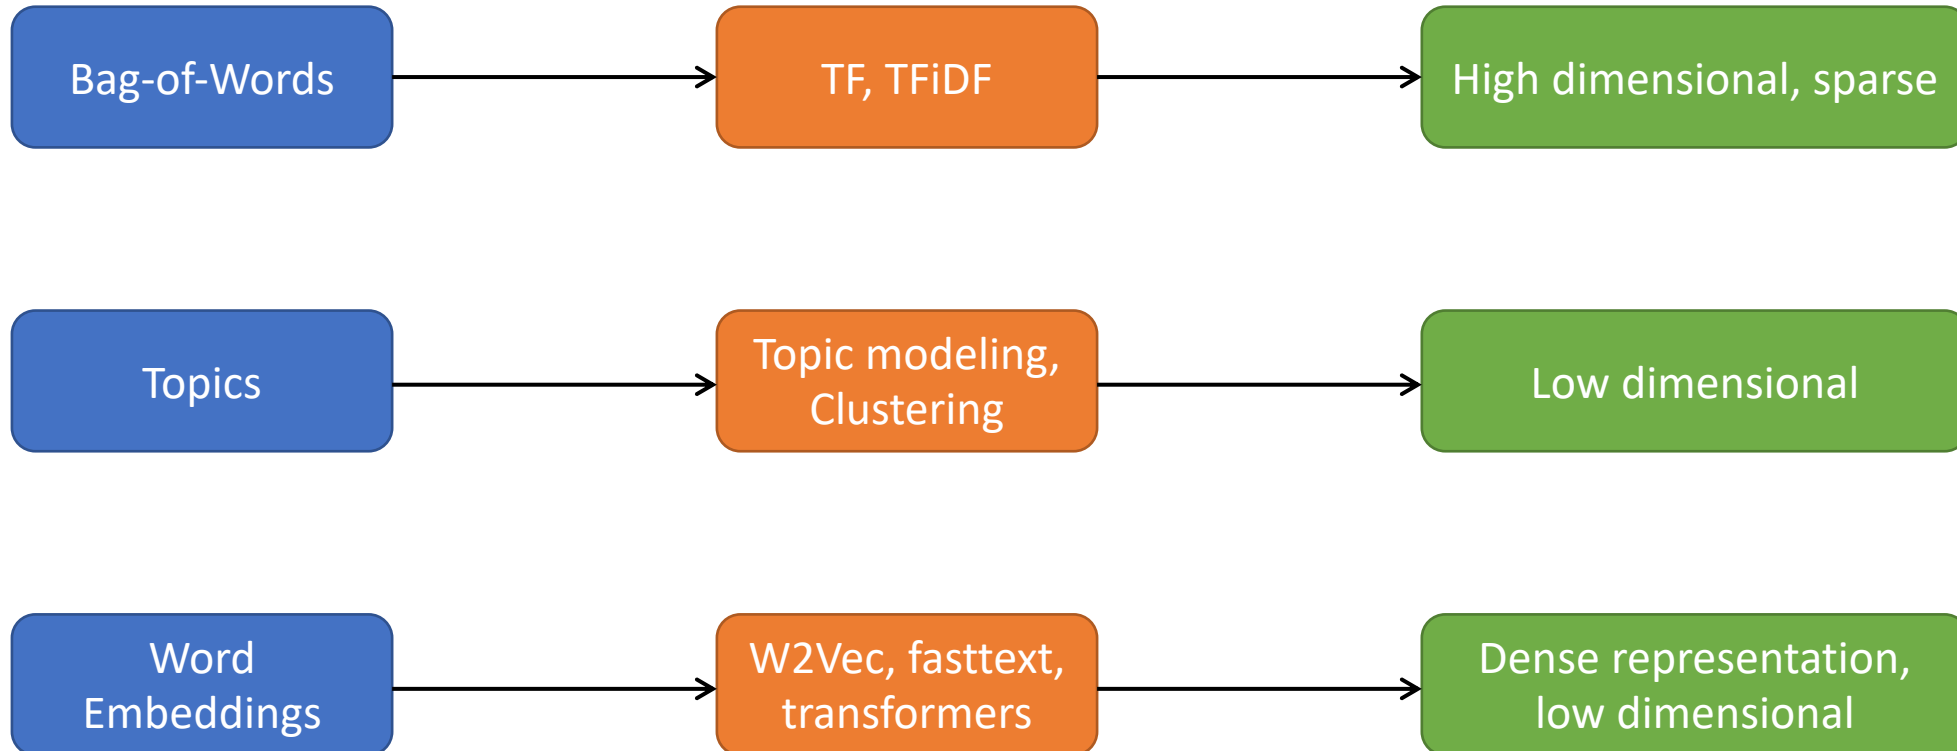 Bag-of-Words
TF, TFiDF
High dimensional, sparse
Topics
Topic modeling,
Clustering
Low dimensional
Word
Embeddings
W2Vec, fasttext,
transformers
Dense representation,
low dimensional